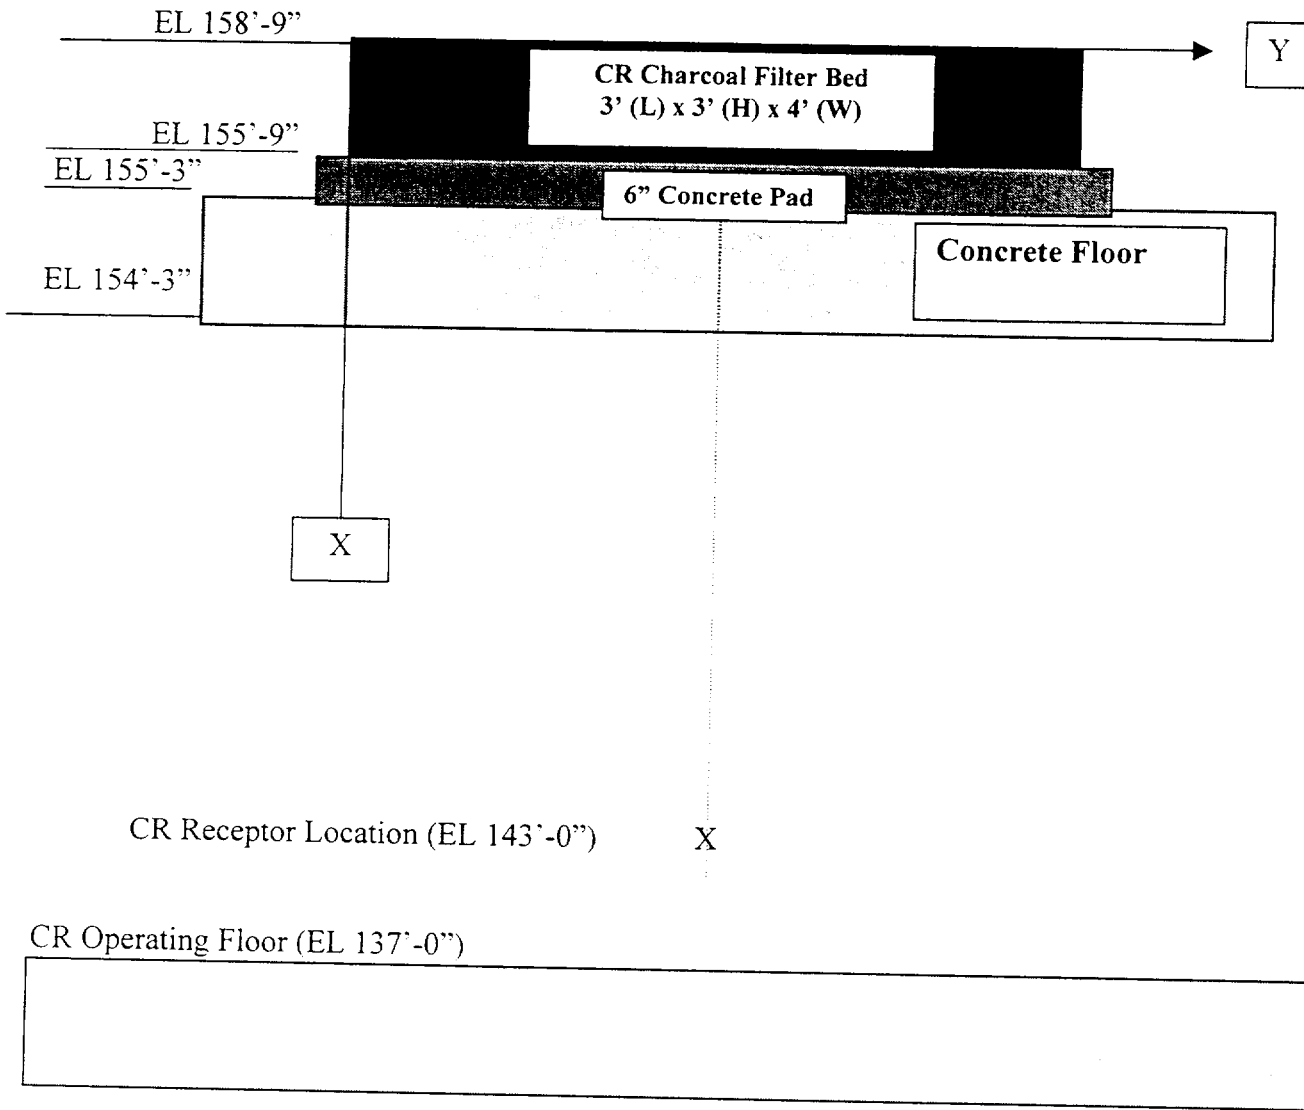 EL 158’-9”
Y
CR Charcoal Filter Bed
3’ (L) x 3’ (H) x 4’ (W)
EL 155’-9”
EL 155’-3”
6” Concrete Pad
Concrete Floor
EL 154’-3”
X
CR Receptor Location (EL 143’-0”)
X
CR Operating Floor (EL 137’-0”)